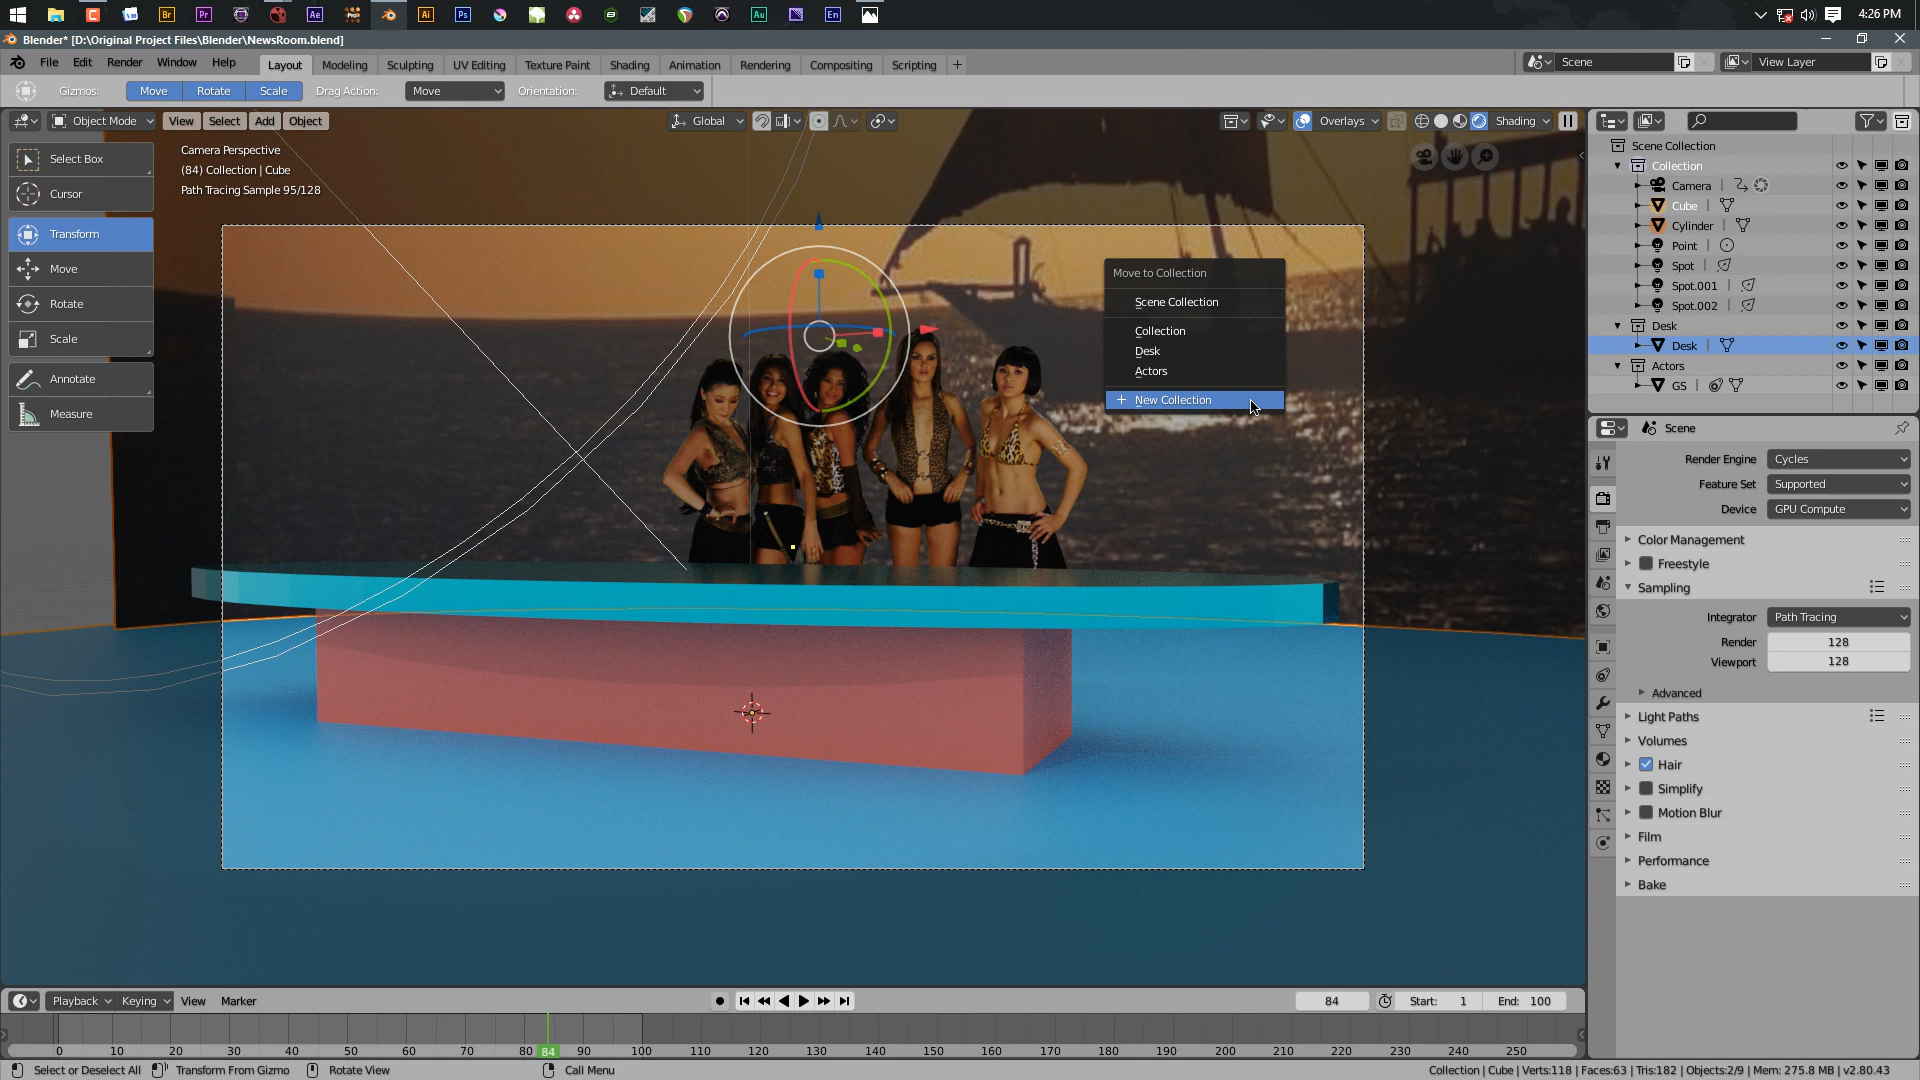 Br
Pr
Ae
Pro
Ai
Ps
Au
En
4:26 PM
Blender* [D:\Original Project Files\Blender\NewsRoom.blend]
File Edit Render Window Help
Layout Modeling Sculpting UV Editing Texture Paint Shading Animation Rendering Compositing Scripting +
Scene
View Layer
Gizmos: Move Rotate Scale Drag Action: Move Orientation: Default
Object Mode View Select Add Object
Global
Overlays
Shading
Select Box
Cursor
Transform
Move
Rotate
Scale
Annotate
Measure
Camera Perspective
(84) Collection | Cube
Path Tracing Sample 95/128
Move to Collection
Scene Collection
Collection
Desk
Actors
+ New Collection
Scene Collection
Collection
Camera
Cube
Cylinder
Point
Spot
Spot.001
Spot.002
Desk
Desk
Actors
GS
Scene
Render Engine Cycles
Feature Set Supported
Device GPU Compute
Color Management
Freestyle
Sampling
Integrator Path Tracing
Render 128
Viewport 128
Advanced
Light Paths
Volumes
Hair
Simplify
Motion Blur
Film
Performance
Bake
Playback Keying View Marker
84
Start: 1
End: 100
0 10 20 30 40 50 60 70 80 84 90 100 110 120 130 140 150 160 170 180 190 200 210 220 230 240 250
Select or Deselect All Transform From Gizmo Rotate View Call Menu
Collection | Cube | Verts:118 | Faces:63 | Tris:182 | Objects:2/9 | Mem: 275.8 MB | v2.80.43